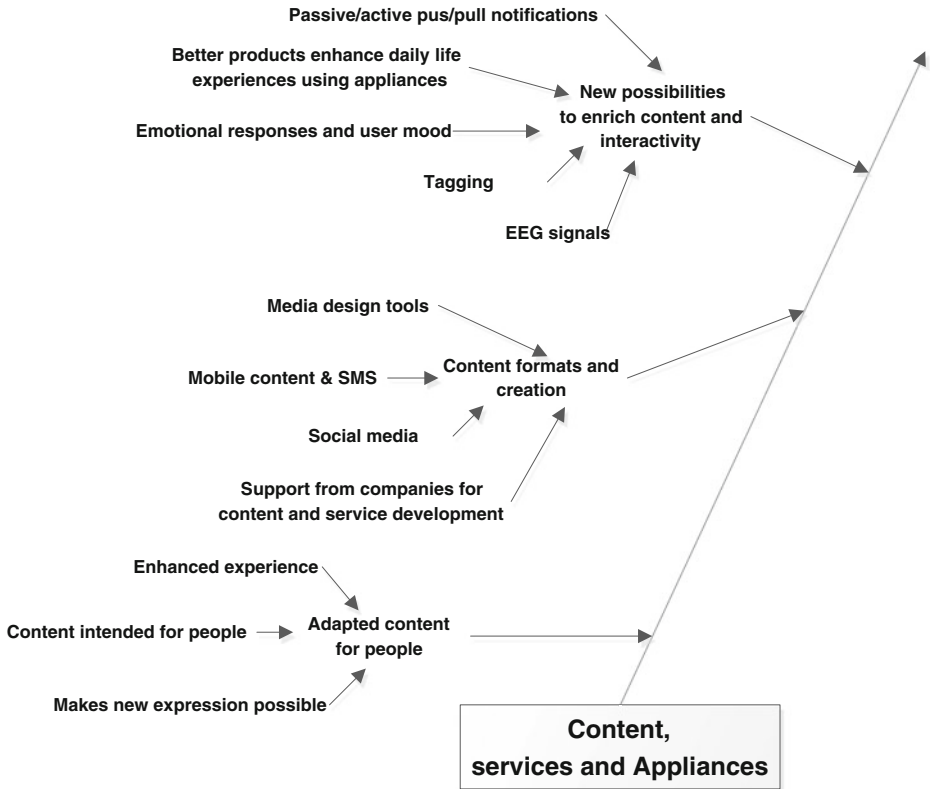 Passive/active pus/pull notifications
Better products enhance daily life
experiences using appliances
New possibilities
to enrich content and
interactivity
Emotional responses and user mood
Tagging
EEG signals
Media design tools
Content formats and
creation
Mobile content & SMS
Social media
Support from companies for
content and service development
Enhanced experience
Content intended for people
Adapted content
for people
Makes new expression possible
Content,
services and Appliances